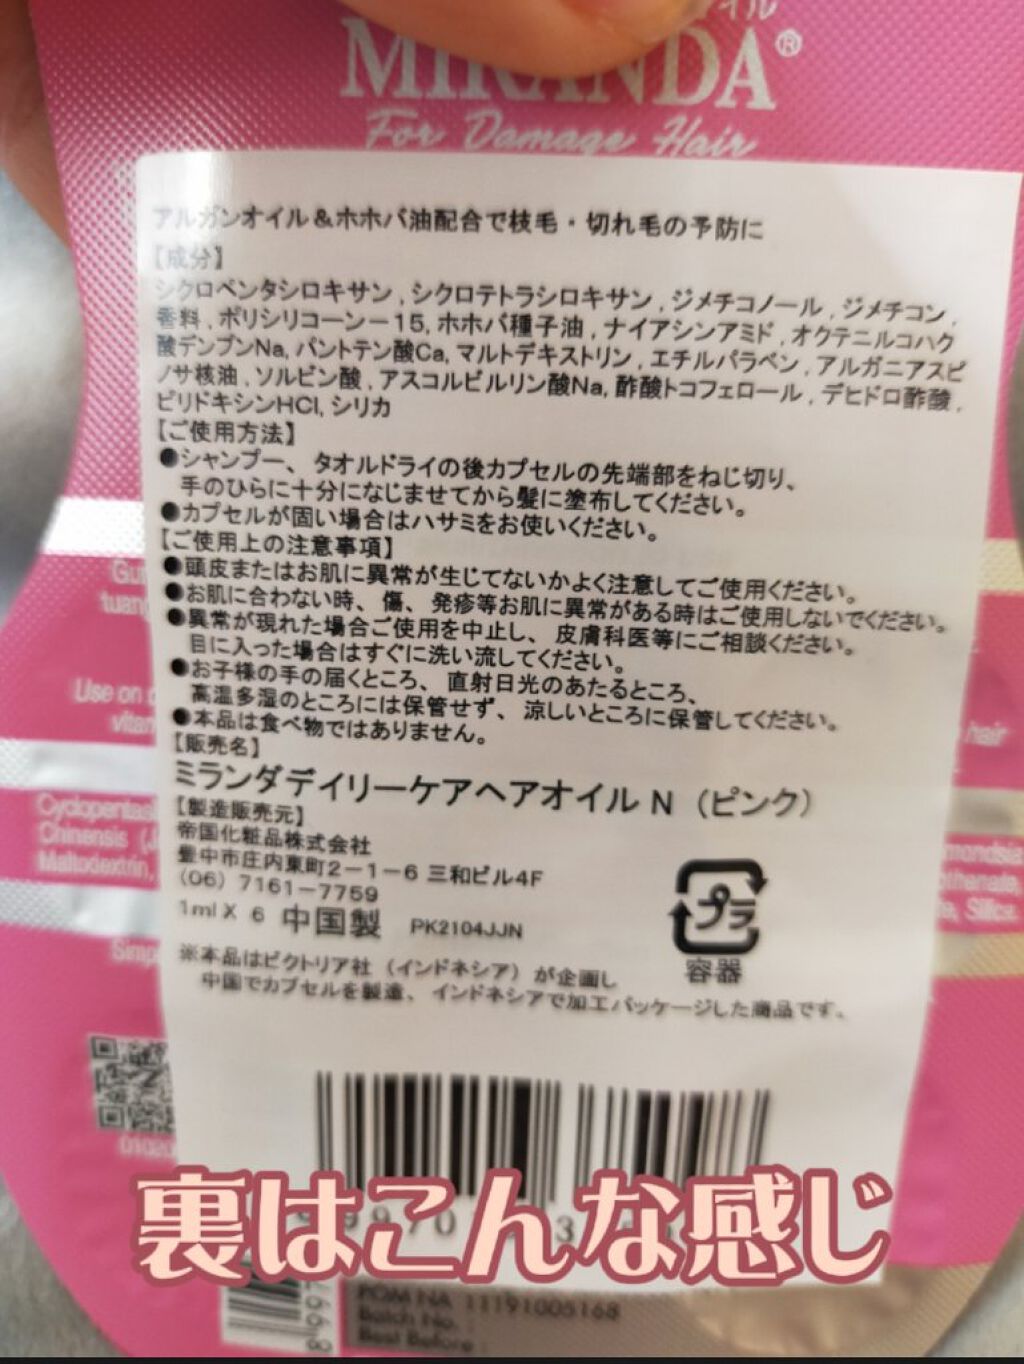 イル
MIRANDA®
For Damage Hair
アルガンオイル＆ホホバ油配合で枝毛・切れ毛の予防に
【成分】
シクロペンタシロキサン,シクロテトラシロキサン,ジメチコノール,ジメチコン,
香料,ポリシリコーン－15,ホホバ種子油,ナイアシンアミド,オクテニルコハク
酸デンプンNa,パントテン酸Ca,マルトデキストリン,エチルパラベン,アルガニアスピ
ノサ核油,ソルビン酸,アスコルビルリン酸Na,酢酸トコフェロール,デヒドロ酢酸,
ピリドキシンHCl,シリカ
【ご使用方法】
●シャンプー、タオルドライの後カプセルの先端部をねじ切り、
手のひらに十分になじませてから髪に塗布してください。
●カプセルが固い場合はハサミをお使いください。
【ご使用上の注意事項】
●頭皮またはお肌に異常が生じてないかよく注意してご使用ください。
●お肌に合わない時、傷、発疹等お肌に異常がある時はご使用しないでください。
●異常が現れた場合ご使用を中止し、皮膚科医等にご相談ください。
目に入った場合はすぐに洗い流してください。
●お子様の手の届くところ、直射日光のあたるところ、
高温多湿のところには保管せず、涼しいところに保管してください。
●本品は食べ物ではありません。
【販売名】
ミランダデイリーケアヘアオイル N （ピンク）
【製造販売元】
帝国化粧品株式会社
豊中市庄内東町2－1－6 三和ビル4F
（06）7161－7759
1ml X 6 中国製 PK2104JJN
プラ
容器
※本品はビクトリア社（インドネシア）が企画し
中国でカプセルを製造、インドネシアで加工パッケージした商品です。
Use on
hair
Chinensis
Maltodextrin,
裏はこんな感じ
POM NA 11191005168
Batch No.
Best Before :